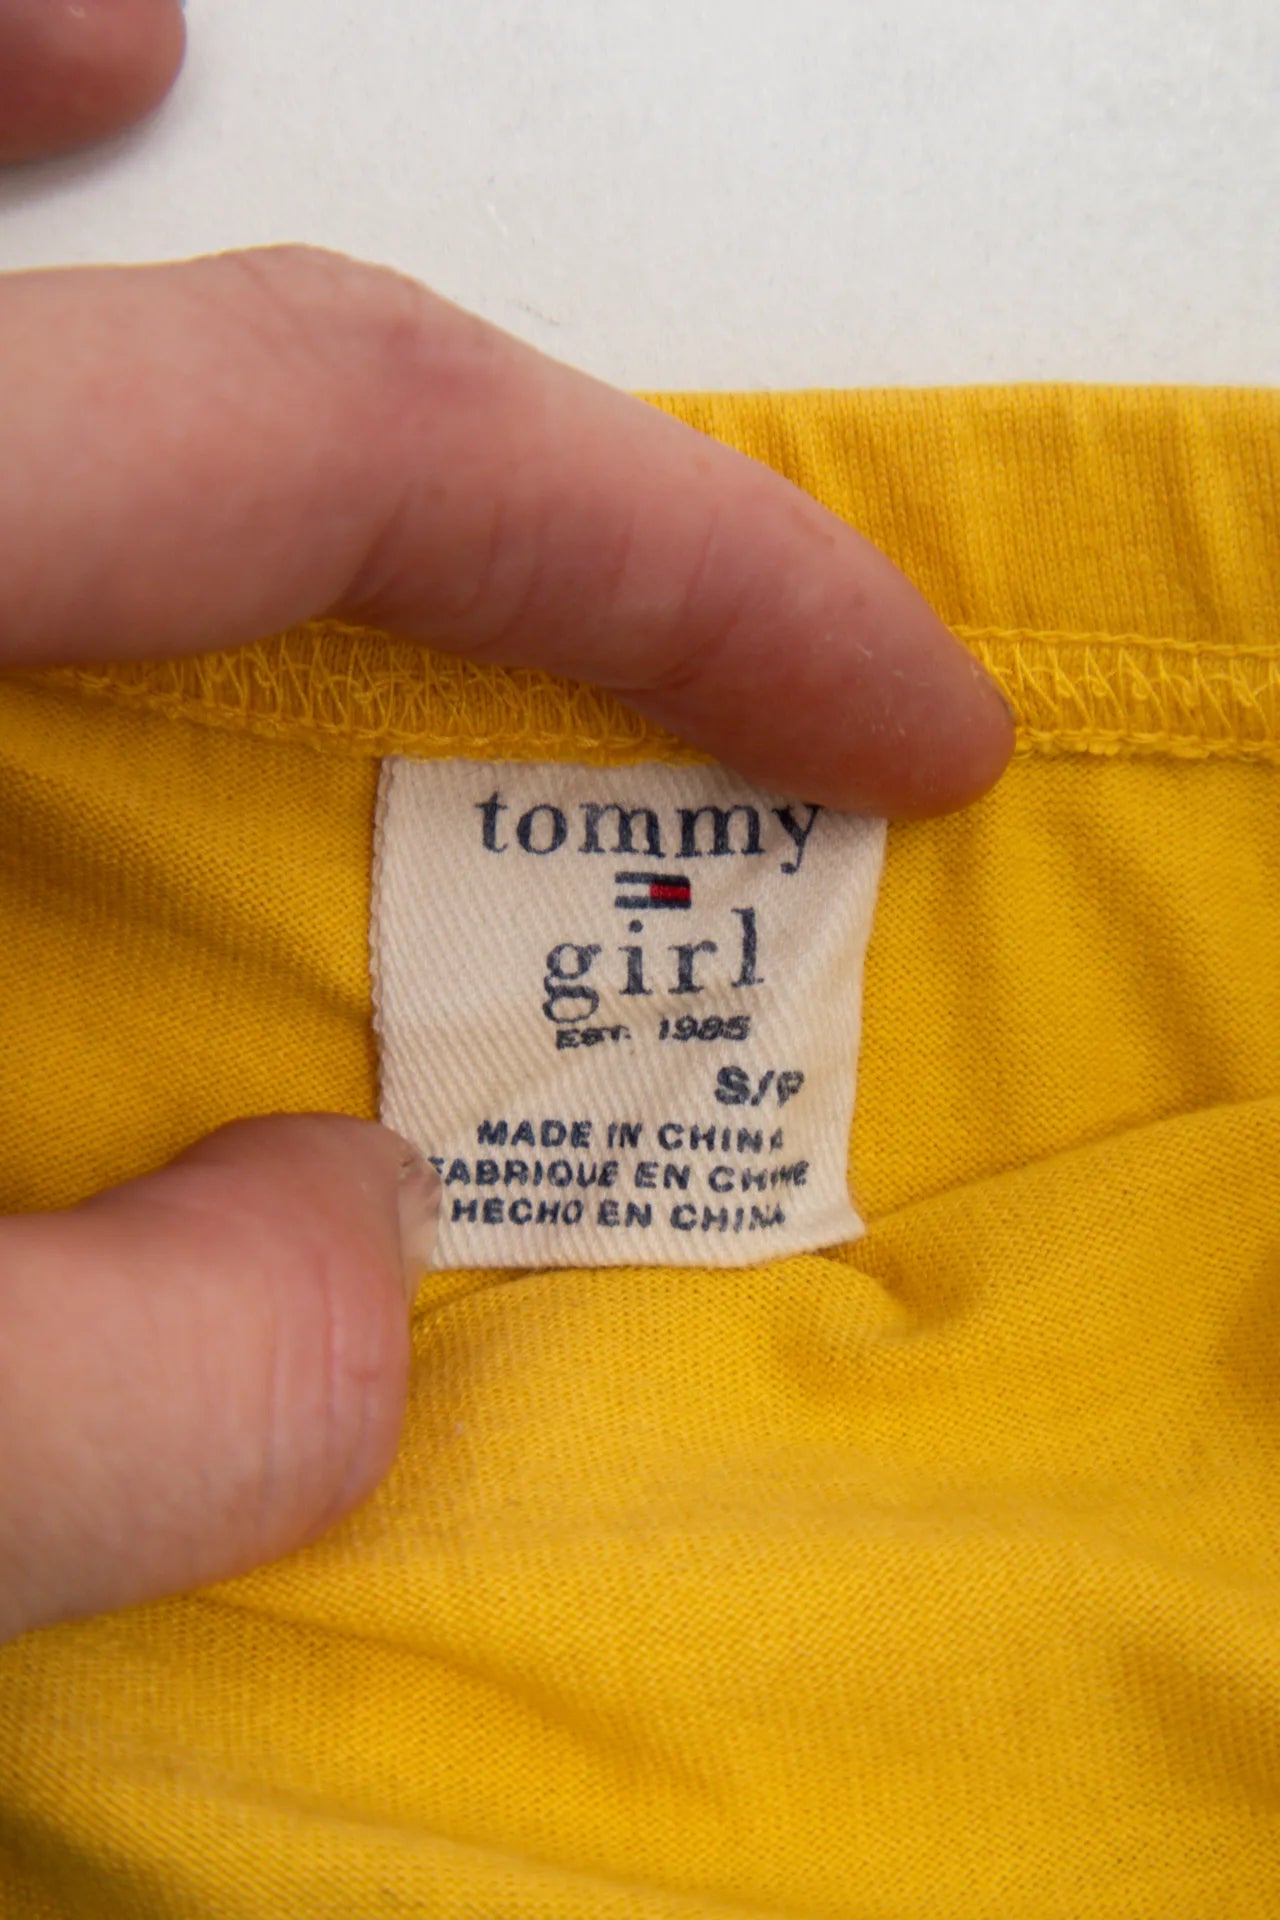 tommy
girl
EST. 1985
S/P
MADE IN CHINA
FABRIQUE EN CHINE
HECHO EN CHINA